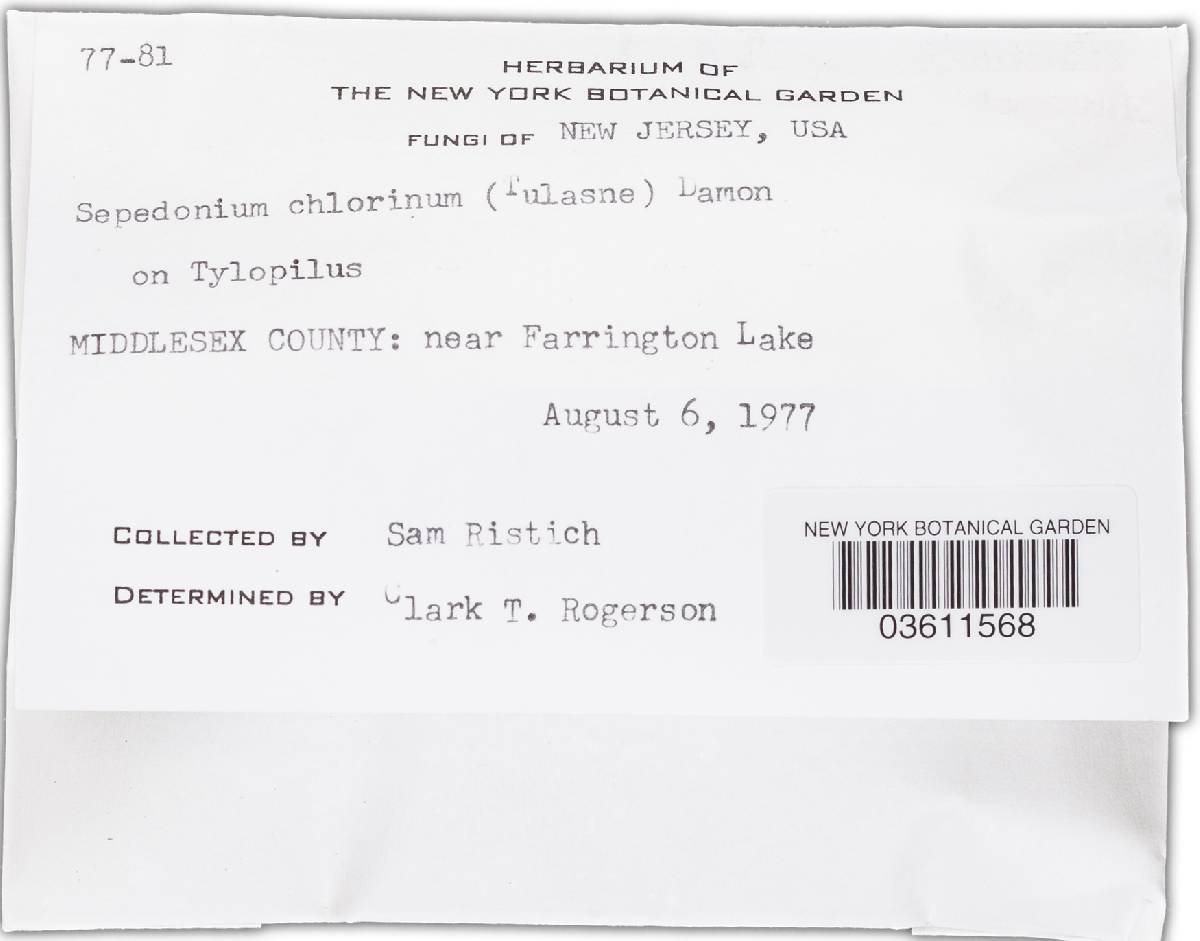 77-81
HERBARIUM OF
THE NEW YORK BOTANICAL GARDEN
FUNGI OF NEW JERSEY, USA
Sepedonium chlorinum (Tulasne) Damon
on Tylopilus
MIDDLESEX COUNTY: near Farrington Lake
August 6, 1977
COLLECTED BY Sam Ristich
DETERMINED BY Clark T. Rogerson
NEW YORK BOTANICAL GARDEN
03611568